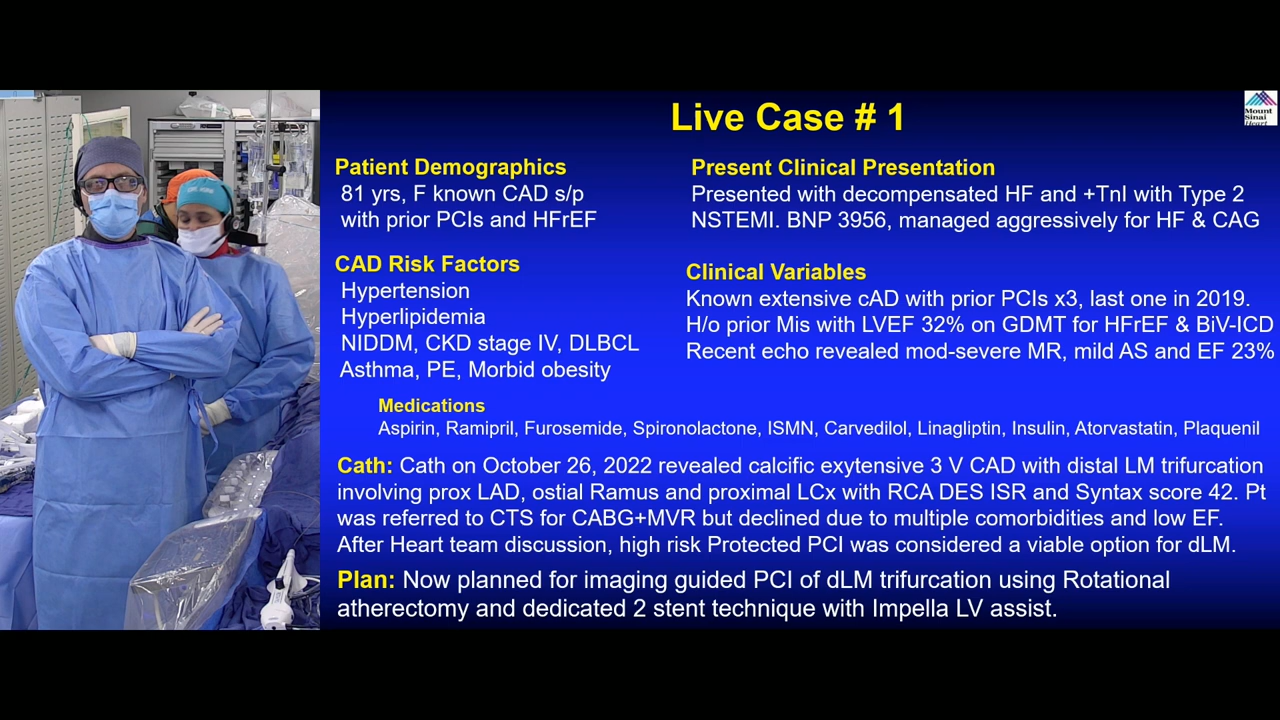 Live Case # 1
Mount
Sinai
Heart
Patient Demographics
81 yrs, F known CAD s/p
with prior PCIs and HFrEF
Present Clinical Presentation
Presented with decompensated HF and +TnI with Type 2
NSTEMI. BNP 3956, managed aggressively for HF & CAG
CAD Risk Factors
Hypertension
Hyperlipidemia
NIDDM, CKD stage IV, DLBCL
Asthma, PE, Morbid obesity
Clinical Variables
Known extensive cAD with prior PCIs x3, last one in 2019.
H/o prior Mis with LVEF 32% on GDMT for HFrEF & BiV-ICD
Recent echo revealed mod-severe MR, mild AS and EF 23%
Medications
Aspirin, Ramipril, Furosemide, Spironolactone, ISMN, Carvedilol, Linagliptin, Insulin, Atorvastatin, Plaquenil
Cath: Cath on October 26, 2022 revealed calcific exytensive 3 V CAD with distal LM trifurcation
involving prox LAD, ostial Ramus and proximal LCx with RCA DES ISR and Syntax score 42. Pt
was referred to CTS for CABG+MVR but declined due to multiple comorbidities and low EF.
After Heart team discussion, high risk Protected PCI was considered a viable option for dLM.
Plan: Now planned for imaging guided PCI of dLM trifurcation using Rotational
atherectomy and dedicated 2 stent technique with Impella LV assist.